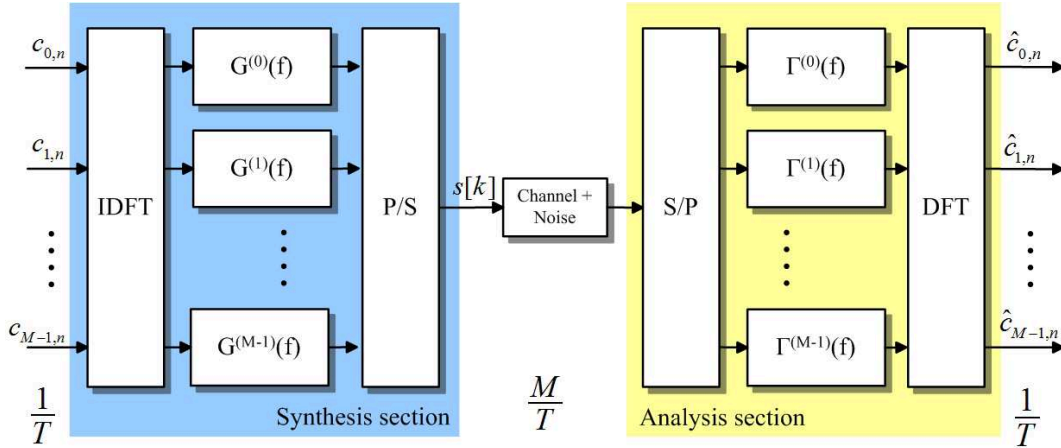 c_{0,n}
c_{1,n}
c_{M-1,n}
1/T
IDFT
G^{(0)}(f)
G^{(1)}(f)
G^{(M-1)}(f)
P/S
Synthesis section
s[k]
Channel +
Noise
M/T
S/P
Γ^{(0)}(f)
Γ^{(1)}(f)
Γ^{(M-1)}(f)
DFT
Analysis section
ĉ_{0,n}
ĉ_{1,n}
ĉ_{M-1,n}
1/T